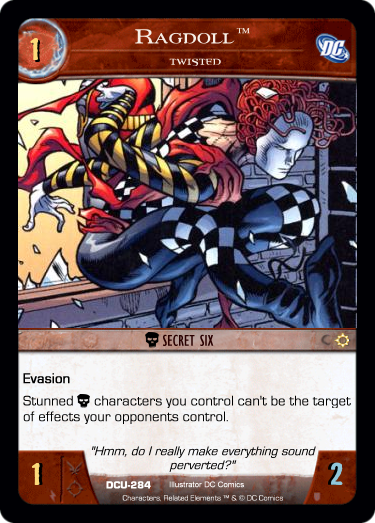 RAGDOLL™
1
TWISTED
DC
SECRET SIX
Evasion
Stunned characters you control can't be the target
of effects your opponents control.
"Hmm, do I really make everything sound
perverted?"
1
DCU-284 Illustrator DC Comics
2
Characters, Related Elements ™ & © DC Comics